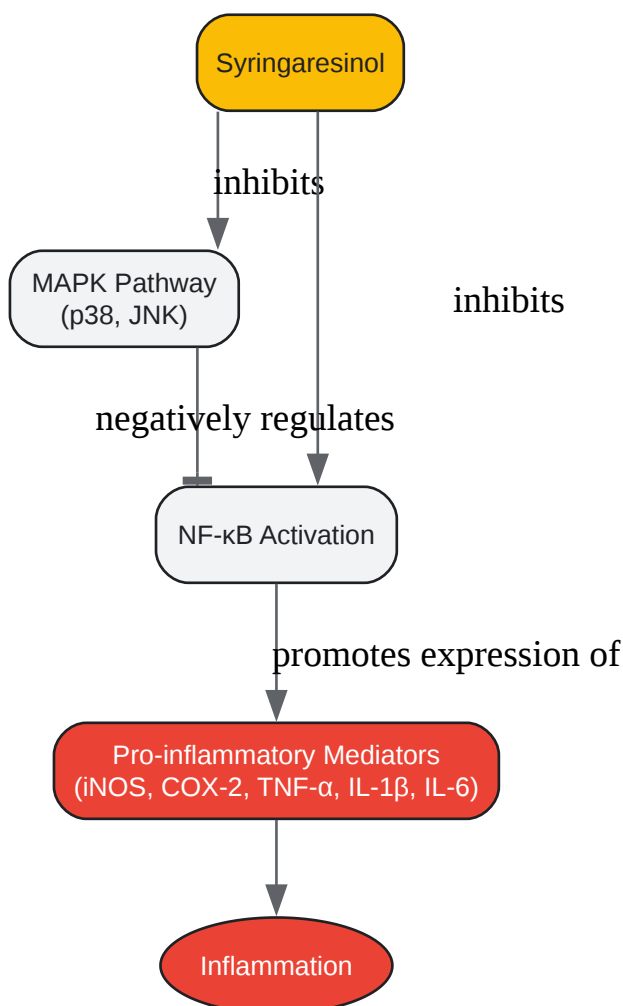 Syringaresinol
inhibits
MAPK Pathway
(p38, JNK)
inhibits
negatively regulates
NF-κB Activation
promotes expression of
Pro-inflammatory Mediators
(iNOS, COX-2, TNF-α, IL-1β, IL-6)
Inflammation